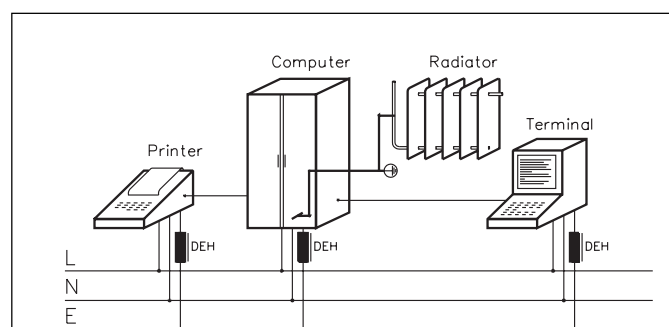 Computer
Radiator
Terminal
Printer
DEH
DEH
DEH
L
N
E